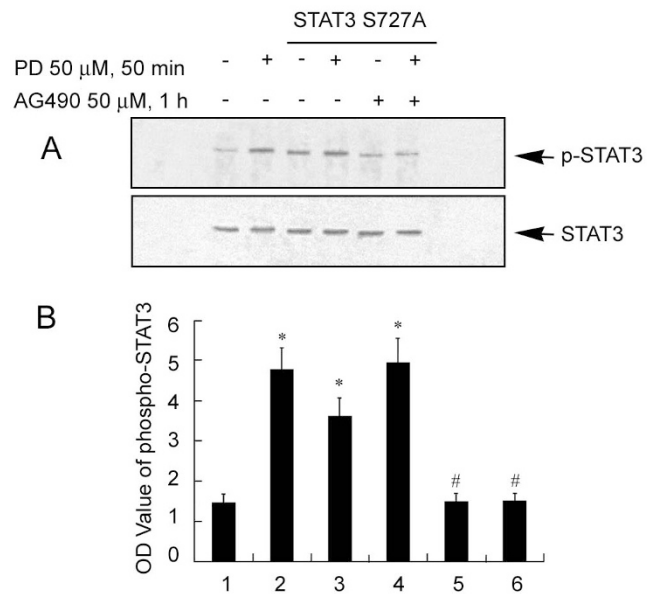 STAT3 S727A
PD 50 μM, 50 min - + - + - +
AG490 50 μM, 1 h - - - - + +
A
p-STAT3
STAT3
B
OD Value of phospho-STAT3
6
5
4
3
2
1
0
* * * # #
1 2 3 4 5 6